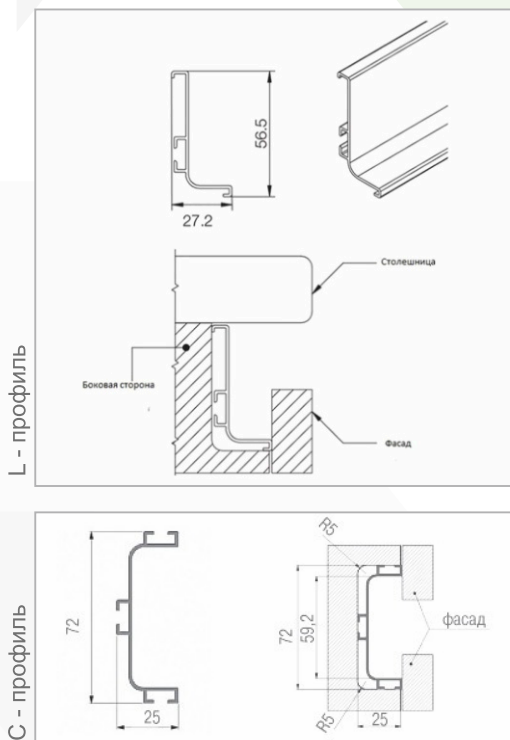 L - профиль
56.5
27.2
Столешница
Боковая сторона
Фасад
С - профиль
72
25
R5
72
59,2
фасад
R5
25